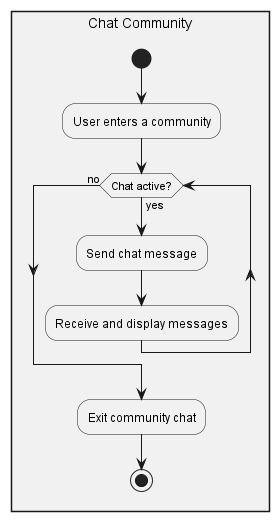 Chat Community
User enters a community
no
Chat active?
yes
Send chat message
Receive and display messages
Exit community chat